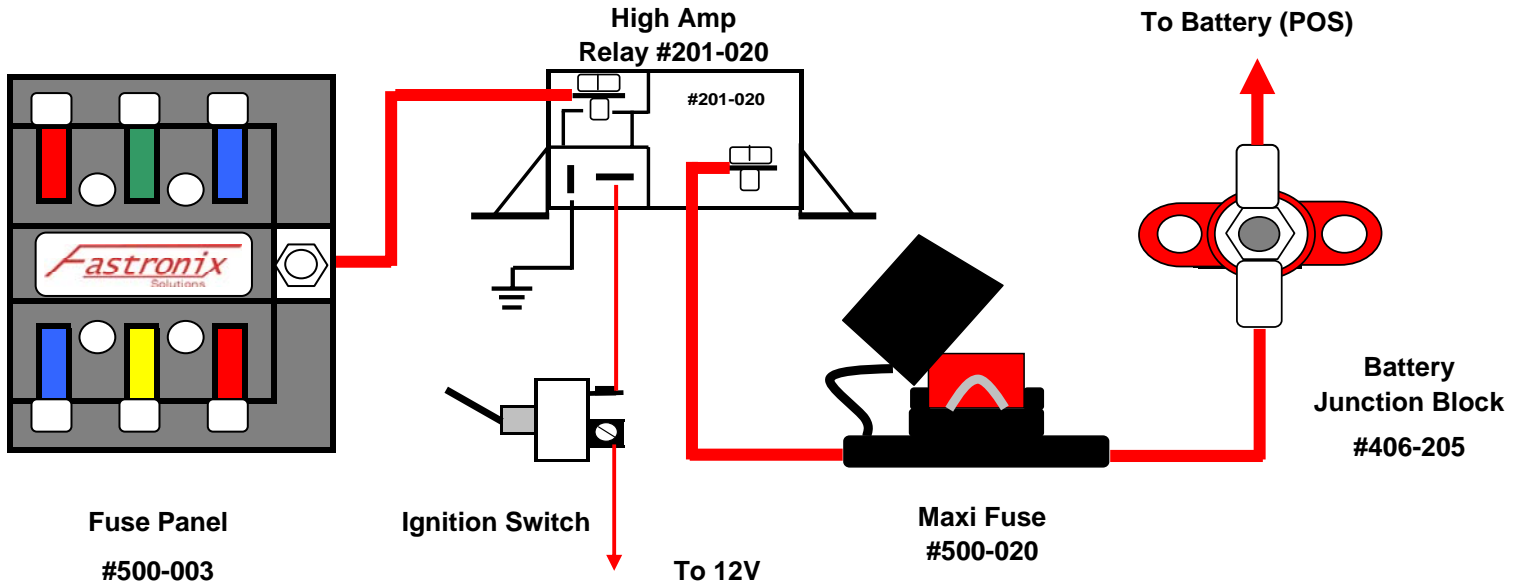 High Amp
Relay #201-020
To Battery (POS)
#201-020
Fastronix
Solutions
Battery
Junction Block
#406-205
Fuse Panel
#500-003
Ignition Switch
To 12V
Maxi Fuse
#500-020